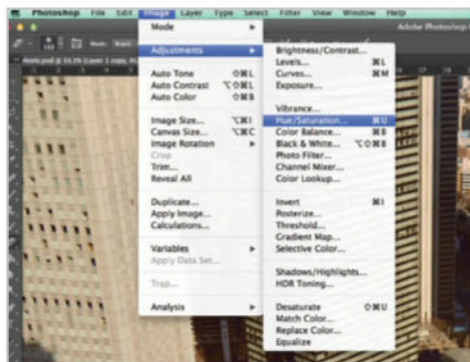 Photoshop File Edit Image Layer Type Select Filter View Window Help
Adobe Photoshop
Mode:
Mode
Adjustments
Auto Tone ⇧⌘L
Auto Contrast ⌥⇧⌘L
Auto Color ⇧⌘B
Image Size... ⌥⌘I
Canvas Size... ⌥⌘C
Image Rotation
Crop
Trim...
Reveal All
Duplicate...
Apply Image...
Calculations...
Variables
Apply Data Set...
Trap...
Analysis
Brightness/Contrast...
Levels... ⌘L
Curves... ⌘M
Exposure...
Vibrance...
Hue/Saturation... ⌘U
Color Balance... ⌘B
Black & White... ⌥⇧⌘B
Photo Filter...
Channel Mixer...
Color Lookup...
Invert ⌘I
Posterize...
Threshold...
Gradient Map...
Selective Color...
Shadows/Highlights...
HDR Toning...
Desaturate ⇧⌘U
Match Color...
Replace Color...
Equalize